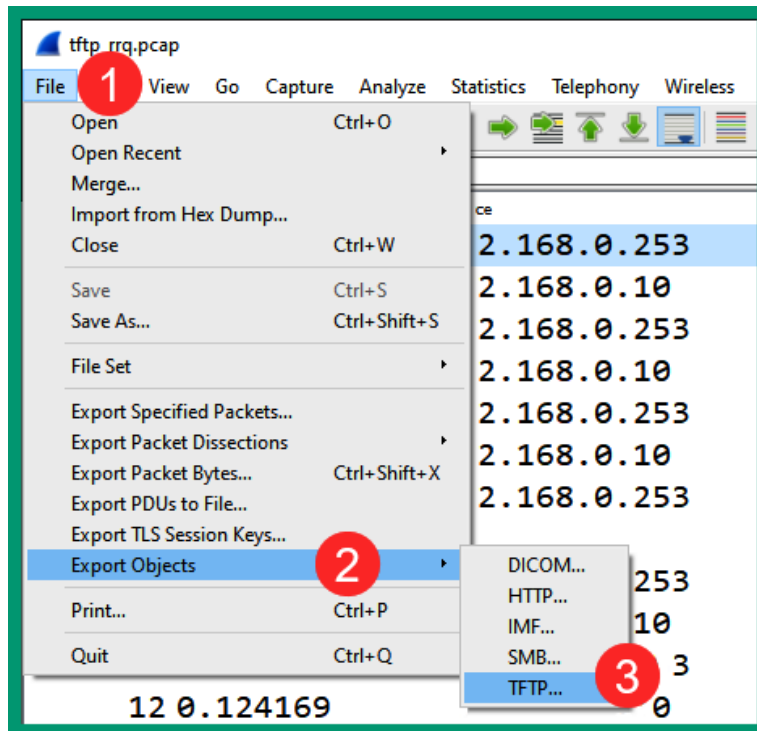 tftp_rrq.pcap
File 1 View Go Capture Analyze Statistics Telephony Wireless
Open Ctrl+O
Open Recent
Merge...
Import from Hex Dump...
ce
Close Ctrl+W 2.168.0.253
Save Ctrl+S 2.168.0.10
Save As... Ctrl+Shift+S 2.168.0.253
File Set 2.168.0.10
Export Specified Packets... 2.168.0.253
Export Packet Dissections
Export Packet Bytes... Ctrl+Shift+X 2.168.0.10
Export PDUs to File... 2.168.0.253
Export TLS Session Keys...
Export Objects 2 DICOM... 253
HTTP...
Print... Ctrl+P IMF... 10
Quit Ctrl+Q SMB... 3 3
TFTP...
12 0.124169 0